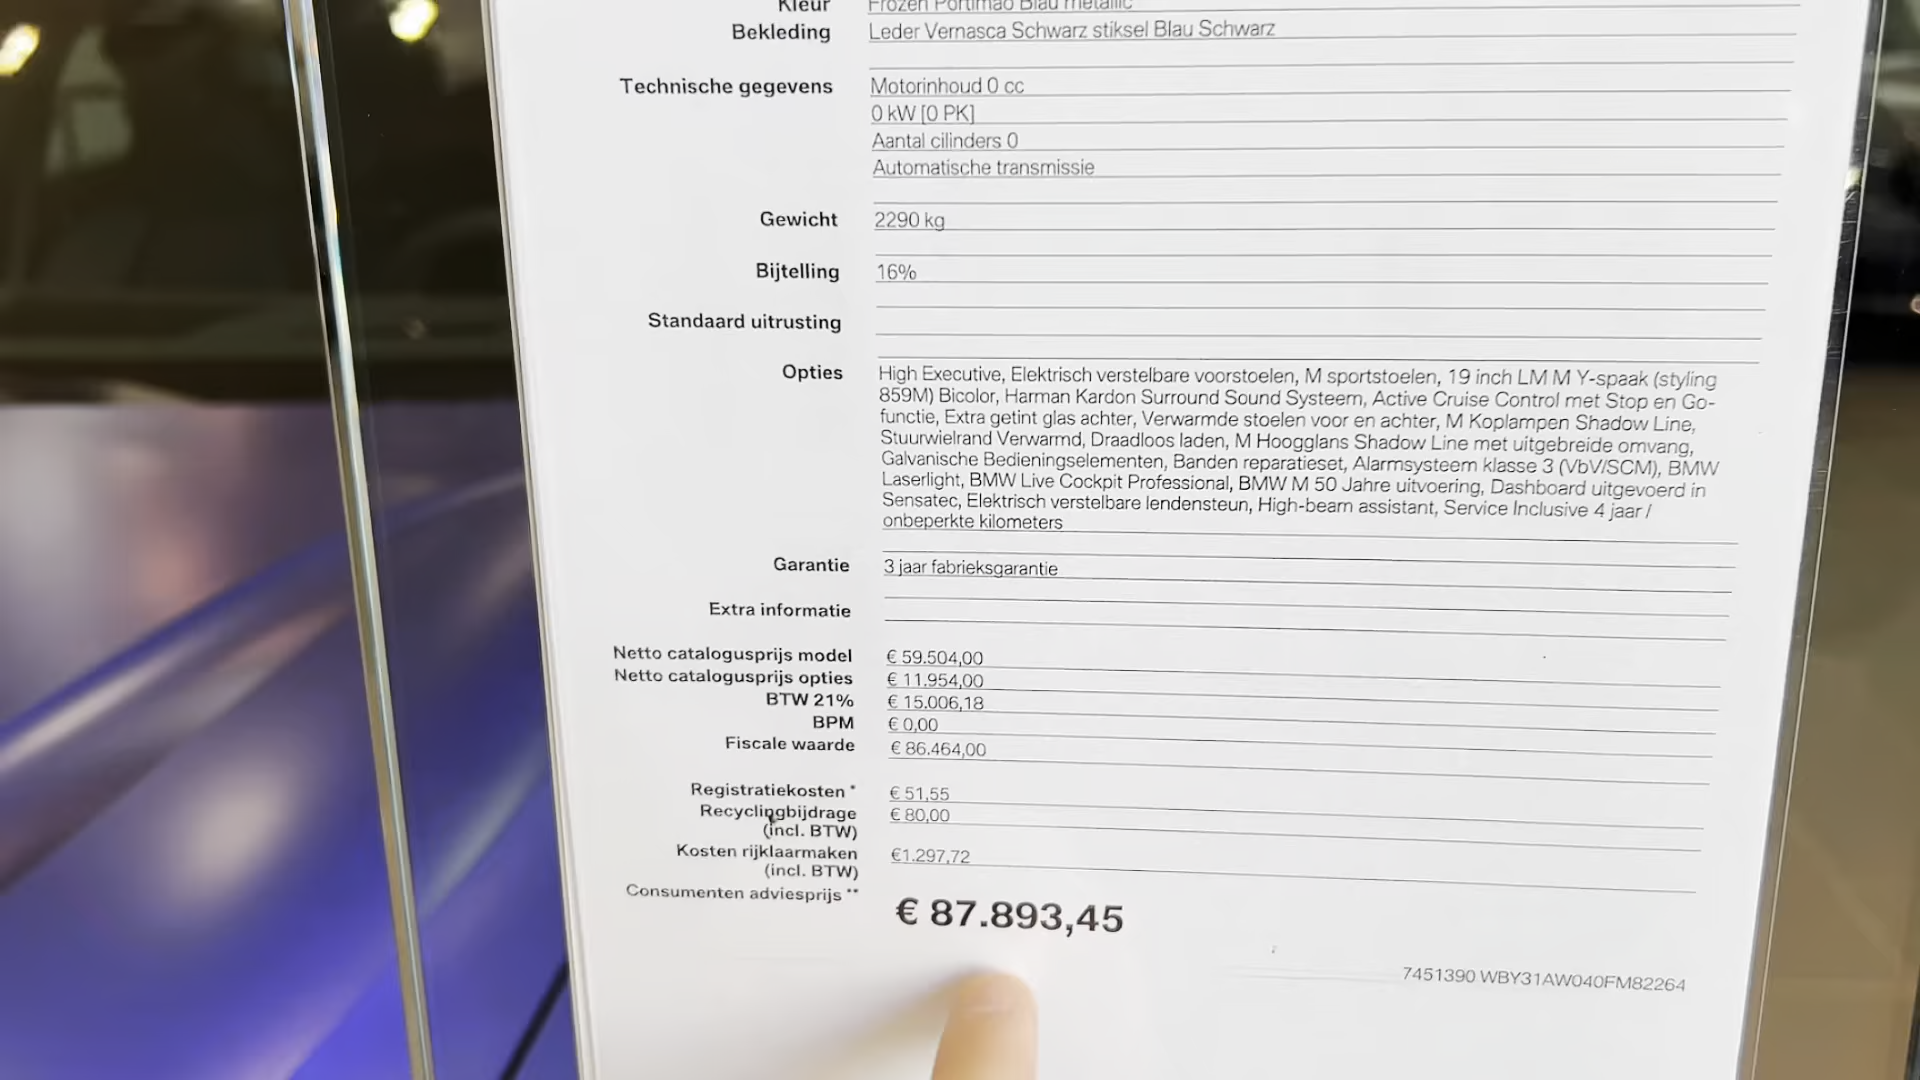 Kleur Frozen Portimao Blau metallic
Bekleding Leder Vernasca Schwarz stiksel Blau Schwarz
Technische gegevens Motorinhoud 0 cc
0 kW [0 PK]
Aantal cilinders 0
Automatische transmissie
Gewicht 2290 kg
Bijtelling 16%
Standaard uitrusting
Opties High Executive, Elektrisch verstelbare voorstoelen, M sportstoelen, 19 inch LM M Y-spaak (styling
859M) Bicolor, Harman Kardon Surround Sound Systeem, Active Cruise Control met Stop en Go-
functie, Extra getint glas achter, Verwarmde stoelen voor en achter, M Koplampen Shadow Line,
Stuurwielrand Verwarmd, Draadloos laden, M Hoogglans Shadow Line met uitgebreide omvang,
Galvanische Bedieningselementen, Banden reparatieset, Alarmsysteem klasse 3 (VbV/SCM), BMW
Laserlight, BMW Live Cockpit Professional, BMW M 50 Jahre uitvoering, Dashboard uitgevoerd in
Sensatec, Elektrisch verstelbare lendensteun, High-beam assistant, Service Inclusive 4 jaar /
onbeperkte kilometers
Garantie 3 jaar fabrieksgarantie
Extra informatie
Netto catalogusprijs model € 59.504,00
Netto catalogusprijs opties € 11.954,00
BTW 21% € 15.006,18
BPM € 0,00
Fiscale waarde € 86.464,00
Registratiekosten * € 51,55
Recyclingbijdrage € 80,00
(incl. BTW)
Kosten rijklaarmaken €1.297,72
(incl. BTW)
Consumenten adviesprijs ** € 87.893,45
7451390 WBY31AW040FM82264